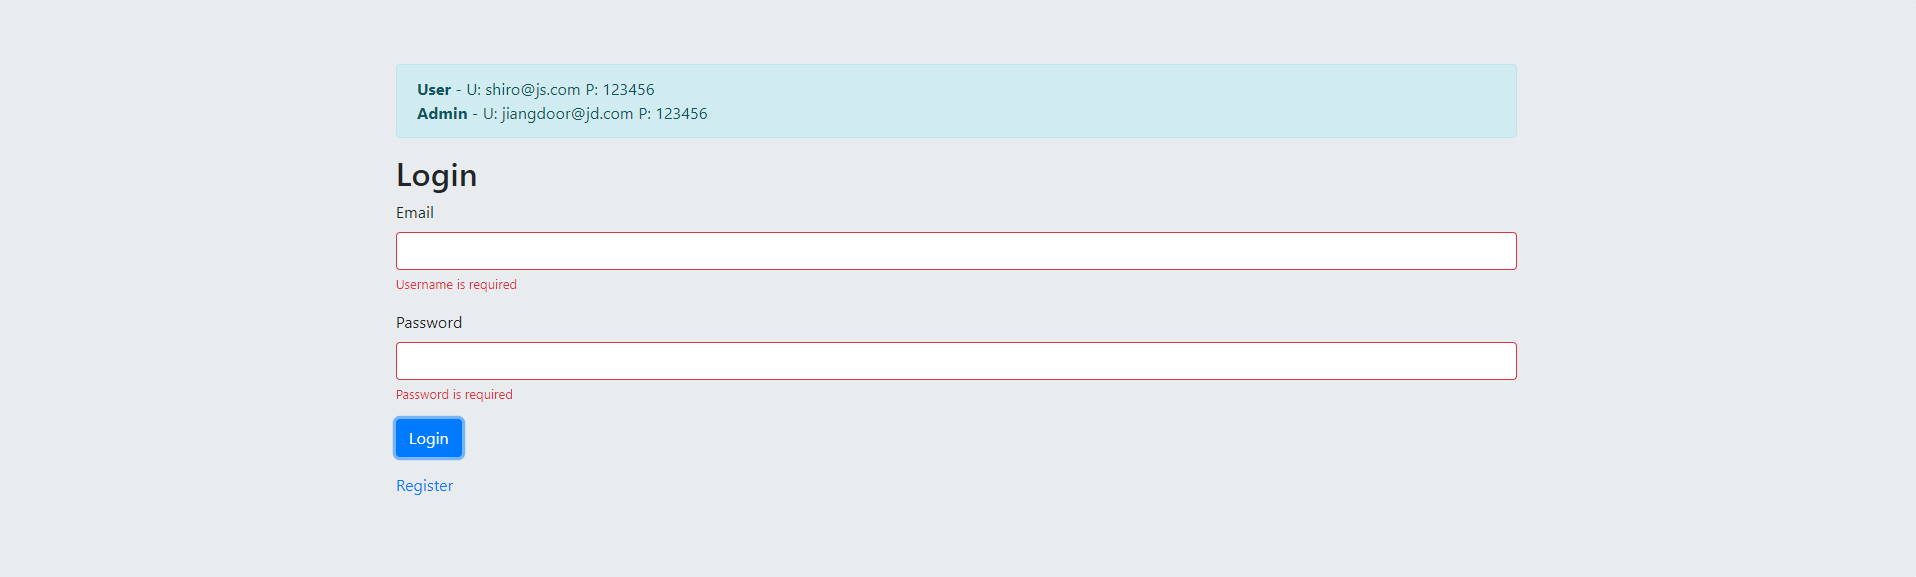 User - U: shiro@js.com P: 123456
Admin - U: jiangdoor@jd.com P: 123456
Login
Email
Username is required
Password
Password is required
Login
Register